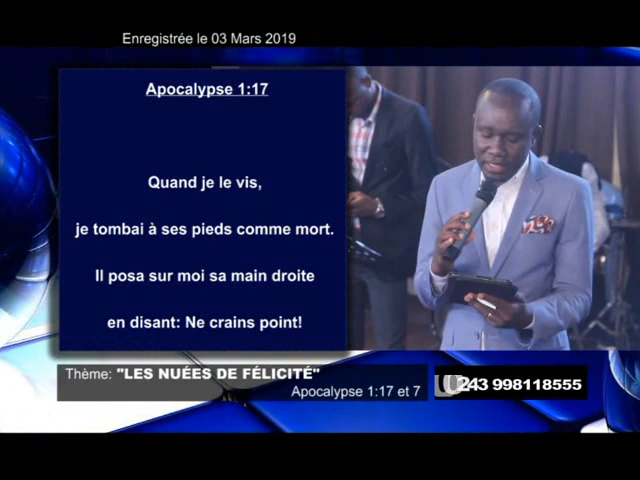 Enregistrée le 03 Mars 2019
Apocalypse 1:17
Quand je le vis,
je tombai à ses pieds comme mort.
Il posa sur moi sa main droite
en disant: Ne crains point!
Thème: "LES NUÉES DE FÉLICITÉ"
Apocalypse 1:17 et 7
243 998118555